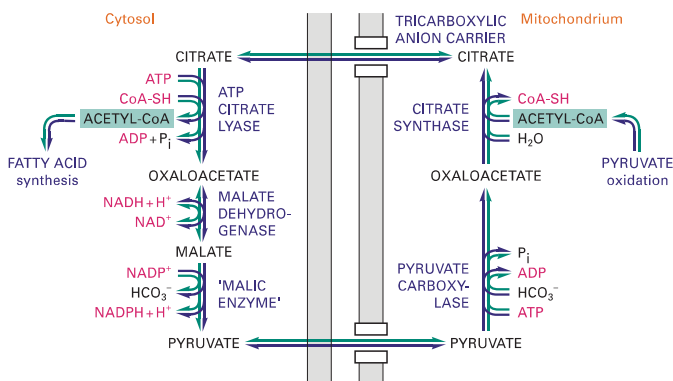 Cytosol
TRICARBOXYLIC
ANION CARRIER
Mitochondrium
CITRATE
CITRATE
ATP
CoA-SH
ACETYL-CoA
ADP + Pi
ATP
CITRATE
LYASE
FATTY ACID
synthesis
CITRATE
SYNTHASE
CoA-SH
ACETYL-CoA
H₂O
PYRUVATE
oxidation
OXALOACETATE
OXALOACETATE
NADH + H⁺
NAD⁺
MALATE
DEHYDRO-
GENASE
MALATE
NADP⁺
HCO₃⁻
NADPH + H⁺
'MALIC
ENZYME'
PYRUVATE
CARBOXY-
LASE
Pi
ADP
HCO₃⁻
ATP
PYRUVATE
PYRUVATE